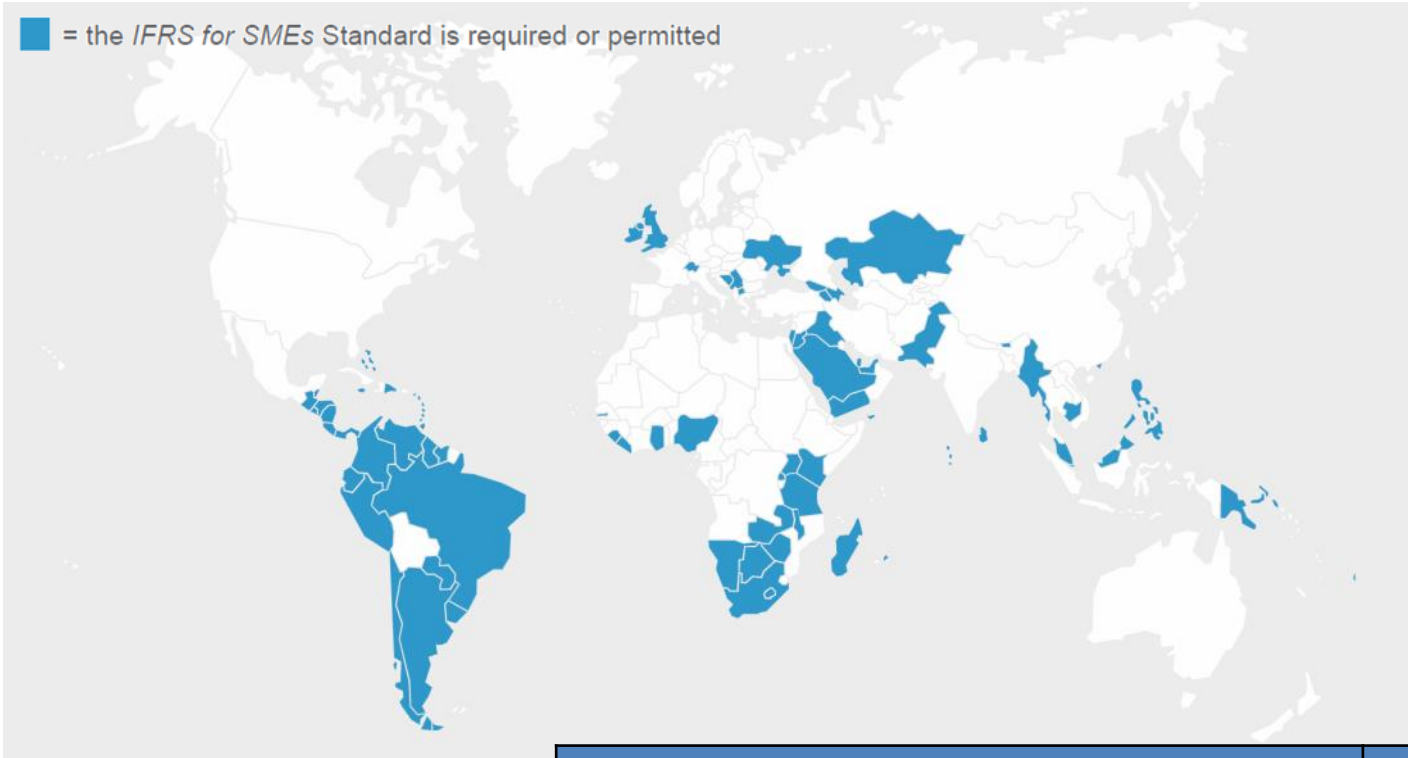 = the IFRS for SMEs Standard is required or permitted